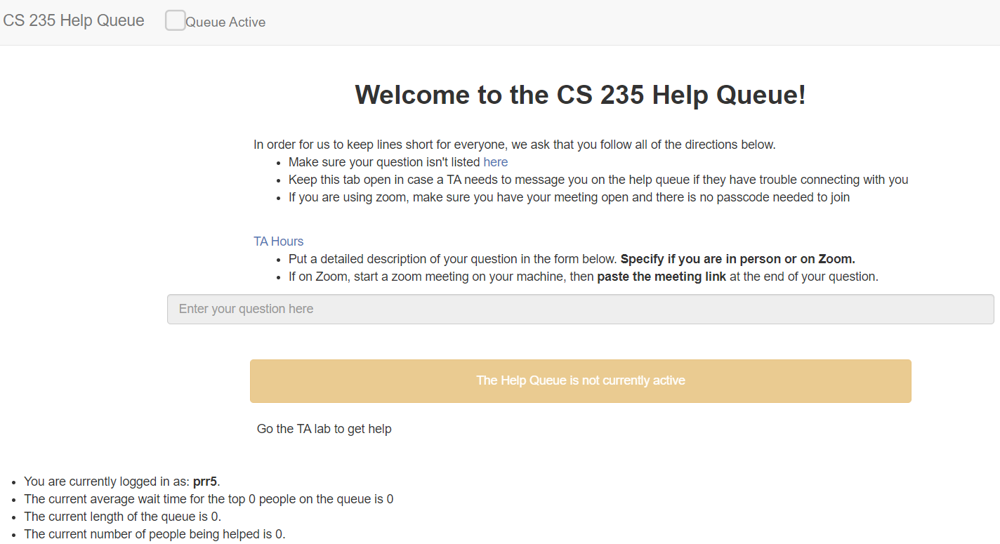 CS 235 Help Queue Queue Active
Welcome to the CS 235 Help Queue!
In order for us to keep lines short for everyone, we ask that you follow all of the directions below.
Make sure your question isn't listed here
Keep this tab open in case a TA needs to message you on the help queue if they have trouble connecting with you
If you are using zoom, make sure you have your meeting open and there is no passcode needed to join
TA Hours
Put a detailed description of your question in the form below. Specify if you are in person or on Zoom.
If on Zoom, start a zoom meeting on your machine, then paste the meeting link at the end of your question.
Enter your question here
The Help Queue is not currently active
Go the TA lab to get help
You are currently logged in as: prr5.
The current average wait time for the top 0 people on the queue is 0
The current length of the queue is 0.
The current number of people being helped is 0.